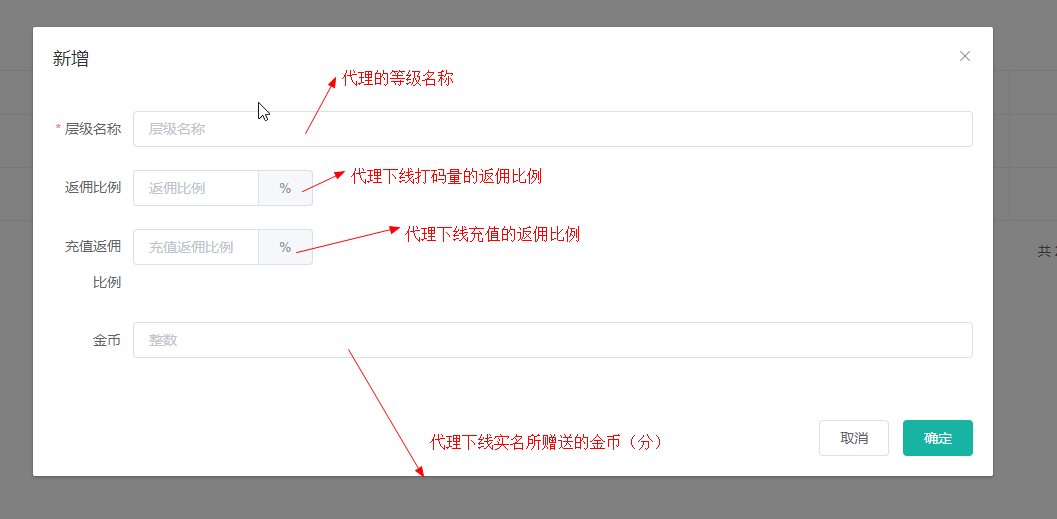 新增
代理的等级名称
* 层级名称 层级名称
代理下线打码量的返佣比例
返佣比例 返佣比例 %
代理下线充值的返佣比例
充值返佣 充值返佣比例 %
比例
共 2
金币 整数
代理下线实名所赠送的金币（分）
取消 确定